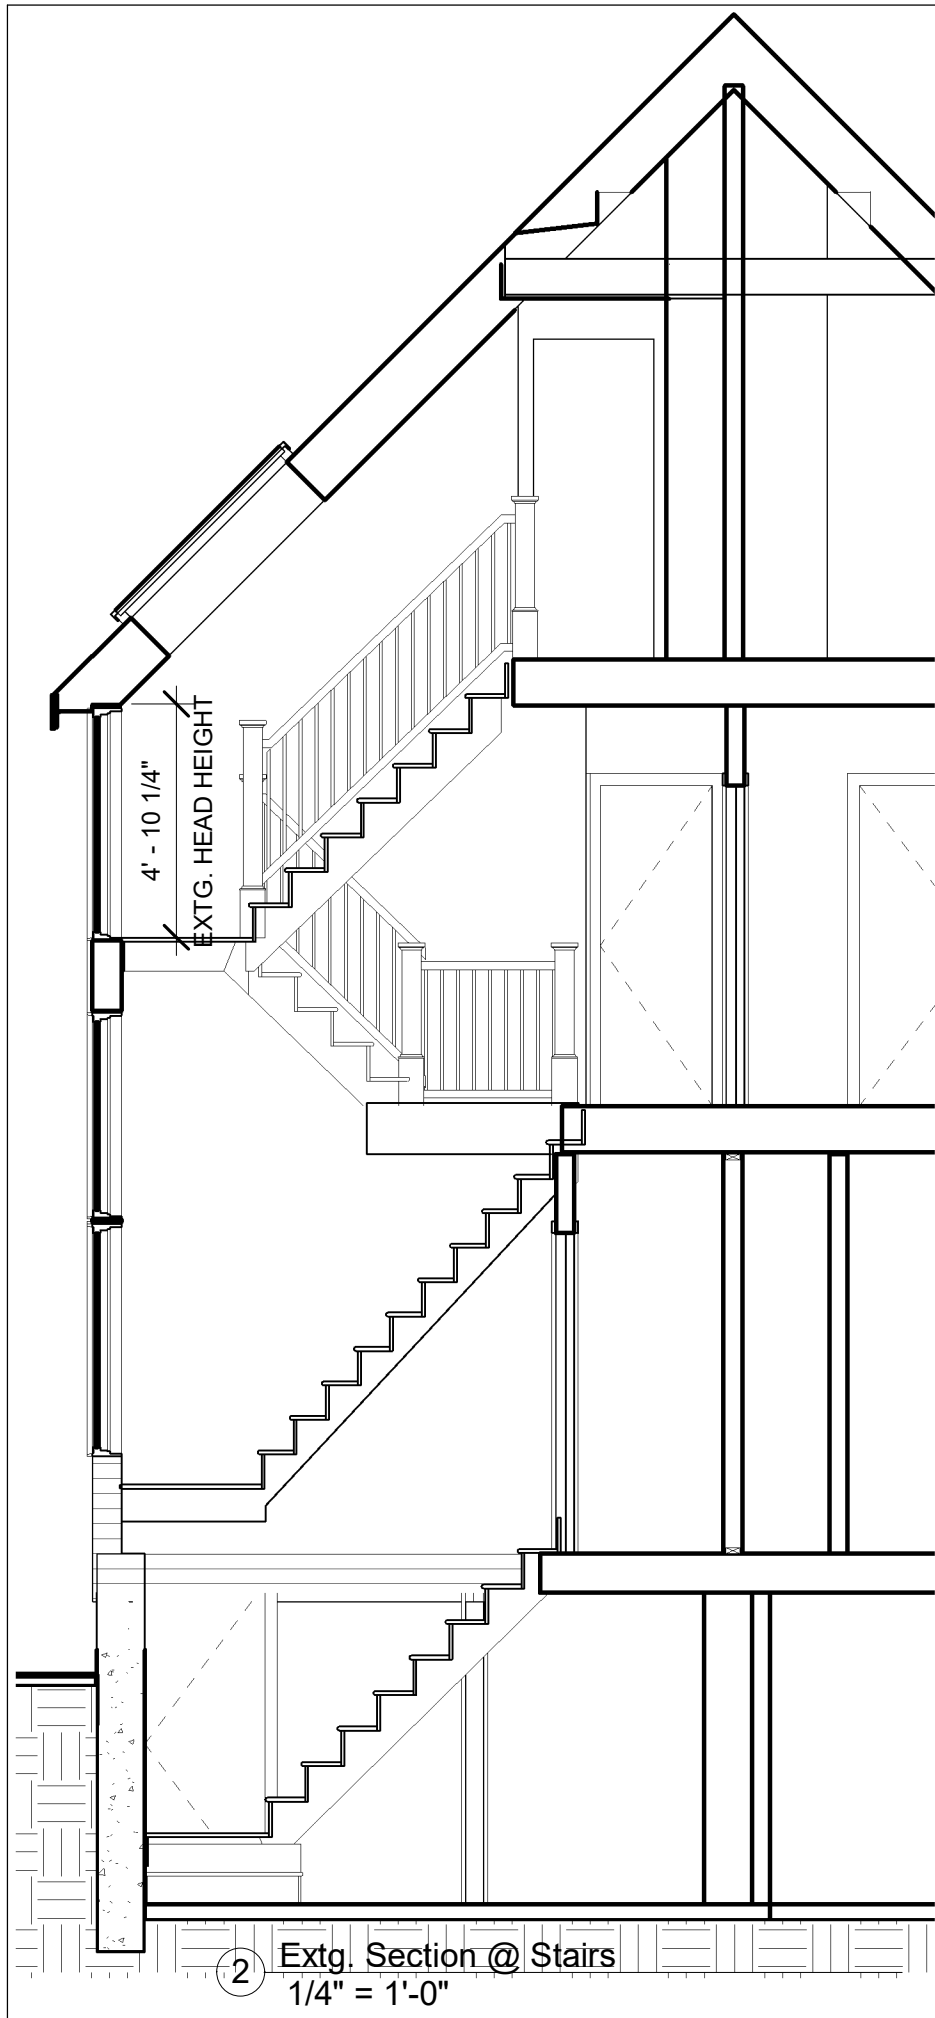 4' - 10 1/4"
EXTG. HEAD HEIGHT
2
Extg. Section @ Stairs
1/4" = 1'-0"